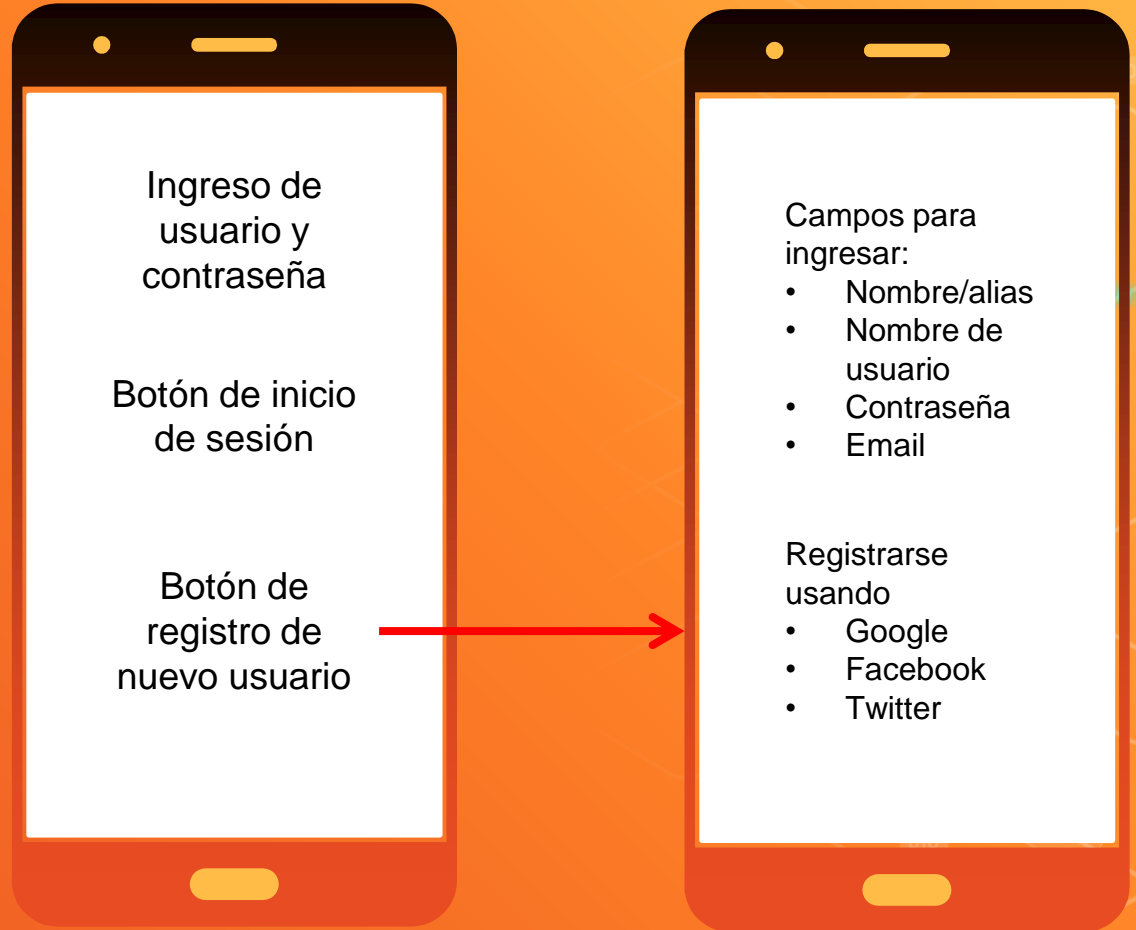 Ingreso de
usuario y
contraseña
Botón de inicio
de sesión
Botón de
registro de
nuevo usuario
Campos para
ingresar:
• Nombre/alias
• Nombre de
usuario
• Contraseña
• Email
Registrarse
usando
• Google
• Facebook
• Twitter